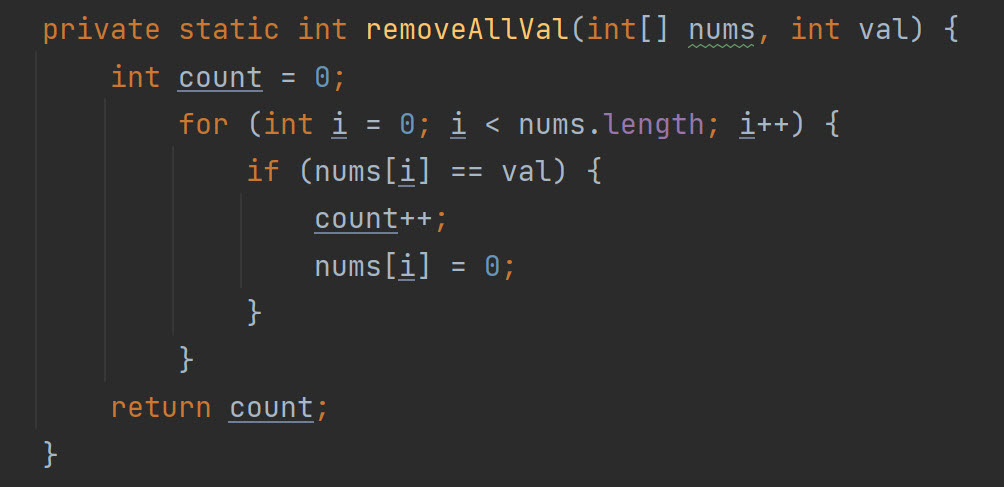 private static int removeAllVal(int[] nums, int val) {
    int count = 0;
        for (int i = 0; i < nums.length; i++) {
            if (nums[i] == val) {
                count++;
                nums[i] = 0;
            }
        }
    return count;
}